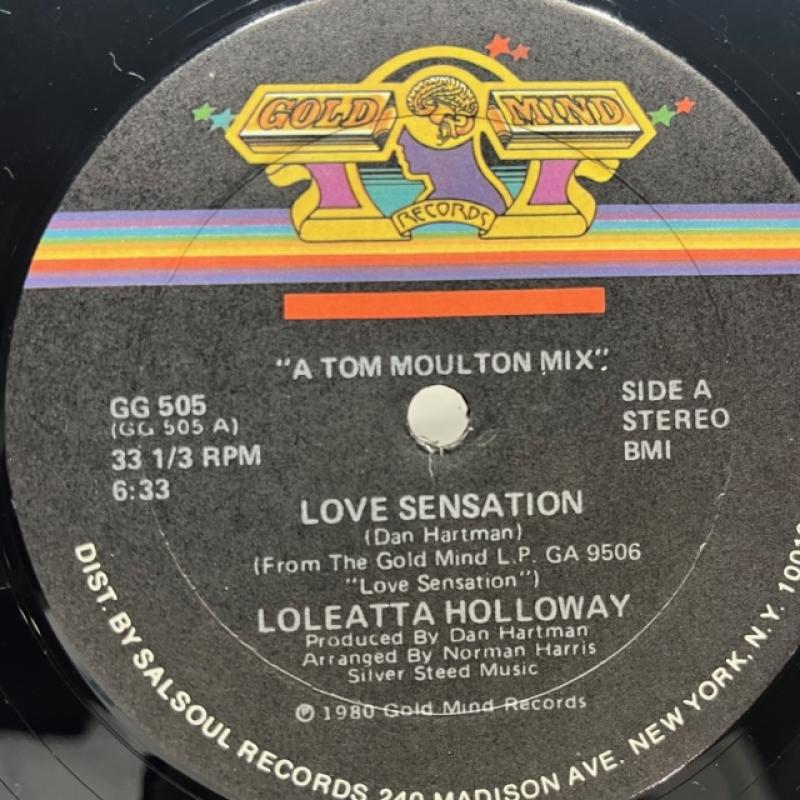 GOLD MIND
RECORDS
"A TOM MOULTON MIX".
GG 505
(GG 505 A)
33 1/3 RPM
6:33
SIDE A
STEREO
BMI
LOVE SENSATION
(Dan Hartman)
(From The Gold Mind L.P. GA 9506
"Love Sensation")
LOLEATTA HOLLOWAY
Produced By Dan Hartman
Arranged By Norman Harris
Silver Steed Music
℗ 1980 Gold Mind Records
DIST. BY SALSOUL RECORDS 240 MADISON AVE. NEW YORK, N.Y.